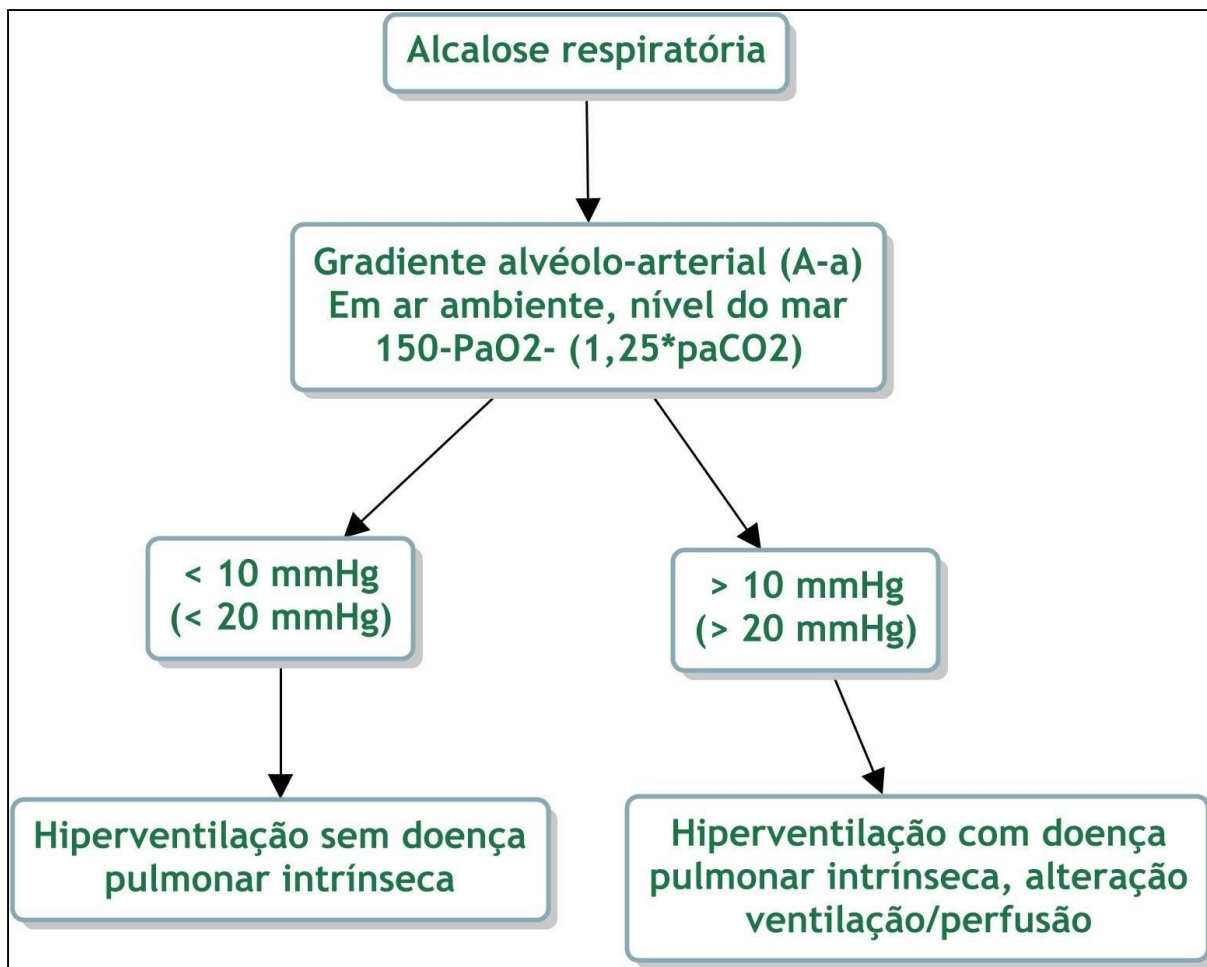 Alcalose respiratória
Gradiente alvéolo-arterial (A-a)
Em ar ambiente, nível do mar
150-PaO2- (1,25*paCO2)
< 10 mmHg
(< 20 mmHg)
> 10 mmHg
(> 20 mmHg)
Hiperventilação sem doença
pulmonar intrínseca
Hiperventilação com doença
pulmonar intrínseca, alteração
ventilação/perfusão